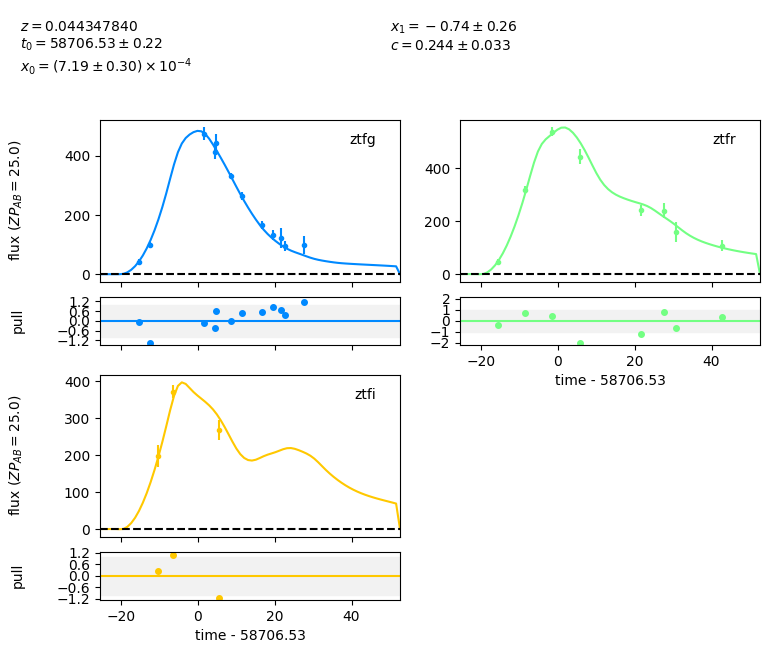 z = 0.044347840
t₀ = 58706.53 ± 0.22
x₀ = (7.19 ± 0.30) × 10⁻⁴
x₁ = −0.74 ± 0.26
c = 0.244 ± 0.033
ztfg
flux (ZP_AB = 25.0)
400
200
0
pull
1.2
0.6
0.0
−0.6
−1.2
ztfr
400
200
0
2
1
0
−1
−2
−20 0 20 40
time - 58706.53
ztfi
flux (ZP_AB = 25.0)
400
300
200
100
0
pull
1.2
0.6
0.0
−0.6
−1.2
−20 0 20 40
time - 58706.53